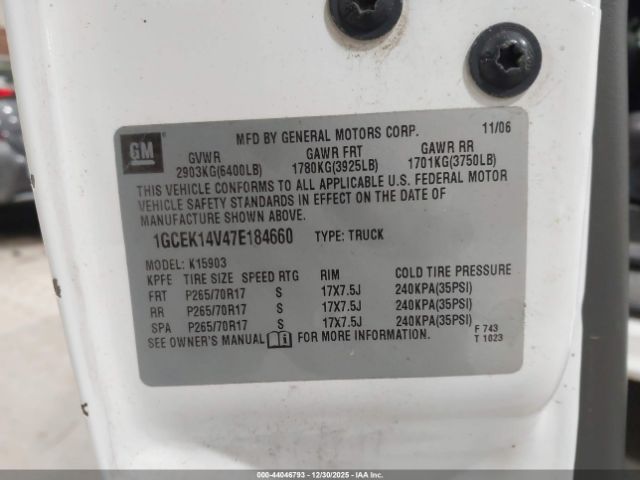 GM
MFD BY GENERAL MOTORS CORP. 11/06
GVWR GAWR FRT GAWR RR
2903KG(6400LB) 1780KG(3925LB) 1701KG(3750LB)
THIS VEHICLE CONFORMS TO ALL APPLICABLE U.S. FEDERAL MOTOR
VEHICLE SAFETY STANDARDS IN EFFECT ON THE DATE OF
MANUFACTURE SHOWN ABOVE.
1GCEK14V47E184660 TYPE: TRUCK
MODEL: K15903
KPFE TIRE SIZE SPEED RTG RIM COLD TIRE PRESSURE
FRT P265/70R17 S 17X7.5J 240KPA(35PSI)
RR P265/70R17 S 17X7.5J 240KPA(35PSI)
SPA P265/70R17 S 17X7.5J 240KPA(35PSI)
SEE OWNER'S MANUAL FOR MORE INFORMATION.
F 743
T 1023
000-44046793 - 12/30/2025 - COPYRIGHT IAA, LLC